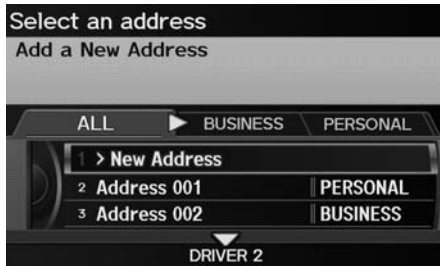 Select an address
Add a New Address
ALL BUSINESS PERSONAL
1 > New Address
2 Address 001 PERSONAL
3 Address 002 BUSINESS
DRIVER 2